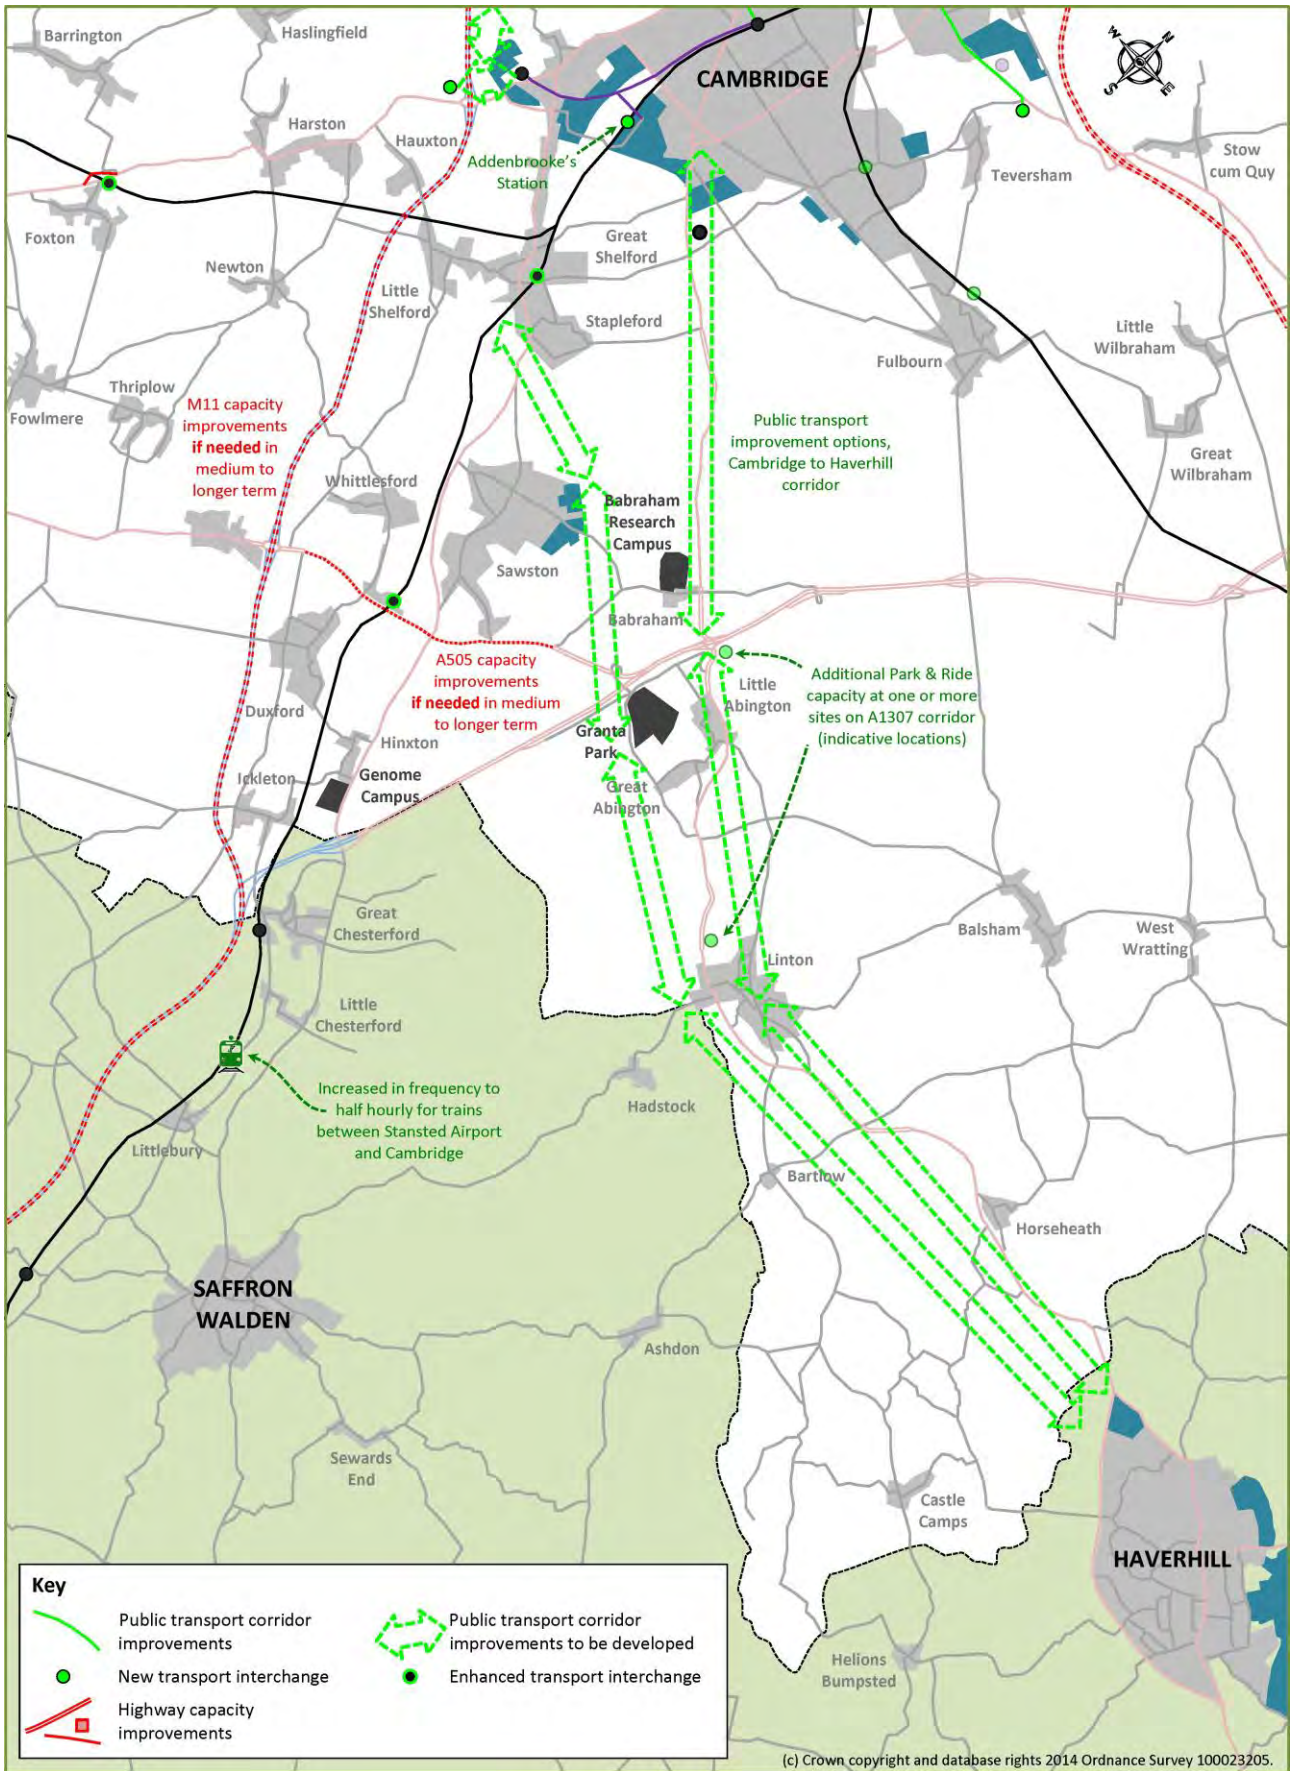 Barrington
Haslingfield
CAMBRIDGE
N
E
S
W
Harston
Hauxton
Addenbrooke's
Station
Teversham
Stow
cum Quy
Foxton
Newton
Little
Shelford
Great
Shelford
Stapleford
Fulbourn
Little
Wilbraham
Thriplow
Fowlmere
M11 capacity
improvements
if needed in
medium to
longer term
Public transport
improvement options,
Cambridge to Haverhill
corridor
Great
Wilbraham
Whittlesford
Babraham
Research
Campus
Sawston
Babraham
A505 capacity
improvements
if needed in medium
to longer term
Little
Abington
Additional Park & Ride
capacity at one or more
sites on A1307 corridor
(indicative locations)
Duxford
Hinxton
Granta
Park
Ickleton
Genome
Campus
Great
Abington
Great
Chesterford
Balsham
West
Wratting
Linton
Little
Chesterford
Increased in frequency to
half hourly for trains
between Stansted Airport
and Cambridge
Hadstock
Littlebury
Bartlow
Horseheath
SAFFRON
WALDEN
Ashdon
Sewards
End
Castle
Camps
HAVERHILL
Helions
Bumpsted
Key
Public transport corridor
improvements
Public transport corridor
improvements to be developed
New transport interchange
Enhanced transport interchange
Highway capacity
improvements
(c) Crown copyright and database rights 2014 Ordnance Survey 100023205.